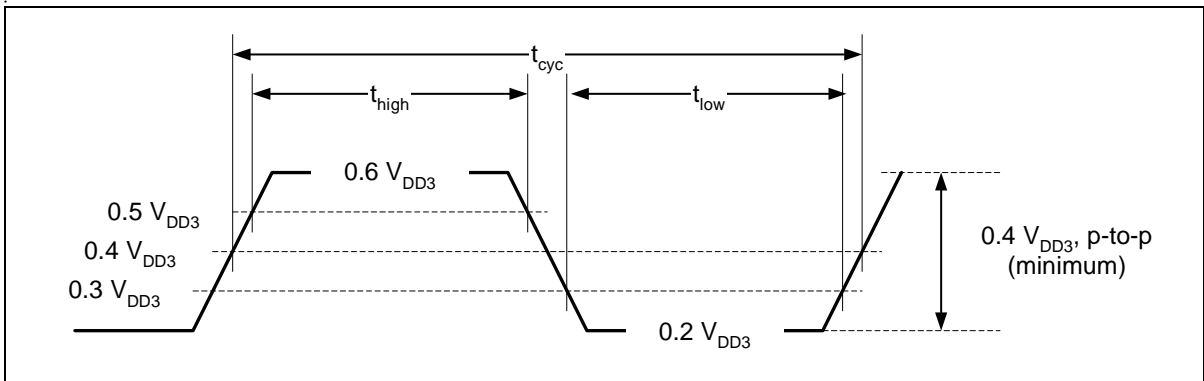 t_cyc
t_high
t_low
0.6 V_DD3
0.5 V_DD3
0.4 V_DD3
0.3 V_DD3
0.2 V_DD3
0.4 V_DD3, p-to-p
(minimum)